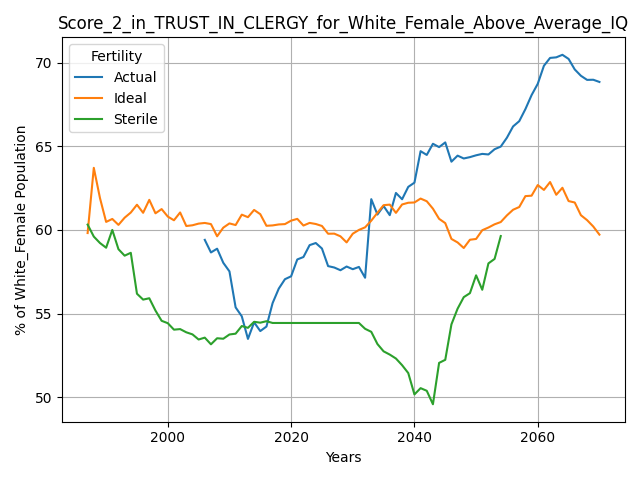 Score_2_in_TRUST_IN_CLERGY_for_White_Female_Above_Average_IQ
Fertility
Actual
Ideal
Sterile
% of White_Female Population
70
65
60
55
50
2000
2020
2040
2060
Years